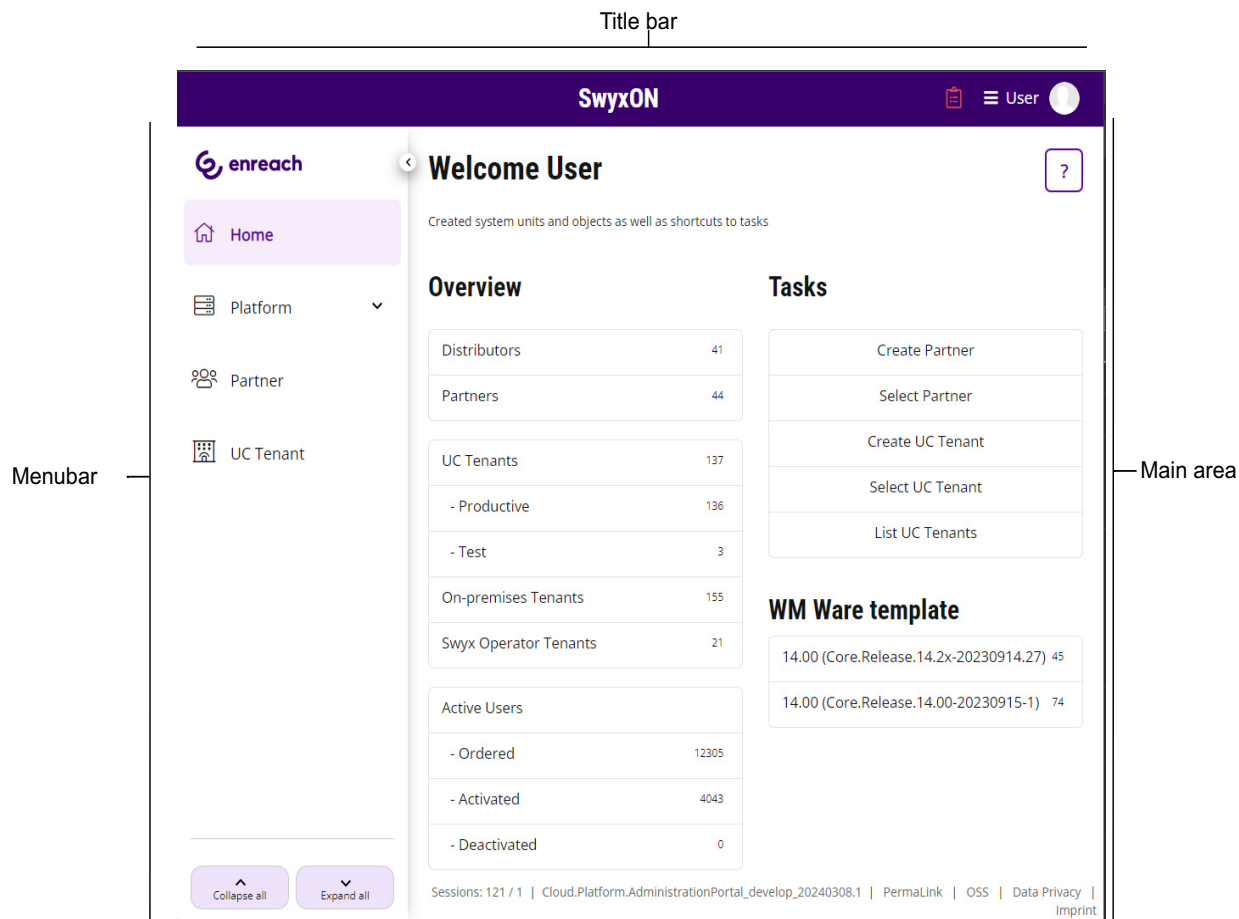 Title bar
SwyxON
User
enreach
Welcome User
?
Created system units and objects as well as shortcuts to tasks
Home
Platform
Partner
UC Tenant
Menubar
Main area
Overview
Distributors 41
Partners 44
UC Tenants 137
- Productive 136
- Test 3
On-premises Tenants 155
Swyx Operator Tenants 21
Active Users
- Ordered 12305
- Activated 4043
- Deactivated 0
Tasks
Create Partner
Select Partner
Create UC Tenant
Select UC Tenant
List UC Tenants
WM Ware template
14.00 (Core.Release.14.2x-20230914.27) 45
14.00 (Core.Release.14.00-20230915-1) 74
Collapse all
Expand all
Sessions: 121 / 1 | Cloud.Platform.AdministrationPortal_develop_20240308.1 | PermaLink | OSS | Data Privacy |
Imprint